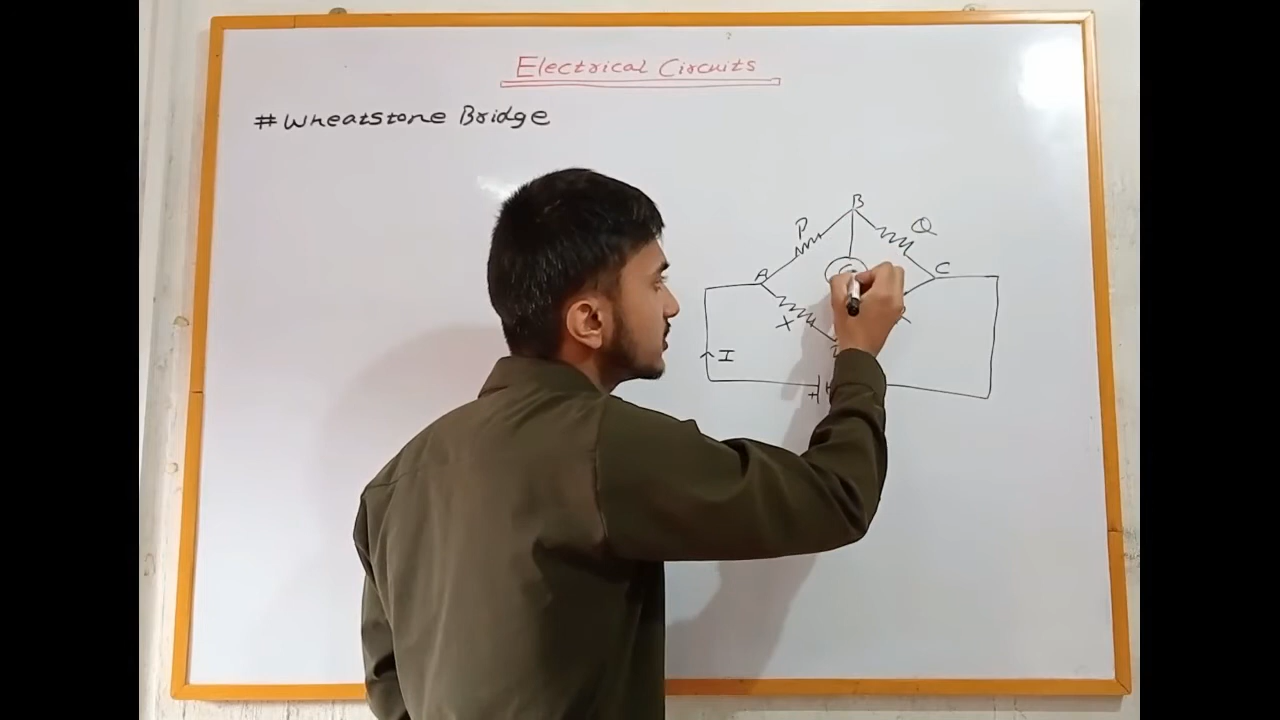 Electrical Circuits
# Wheatstone Bridge
B
P
Q
A
C
G
X
I
+